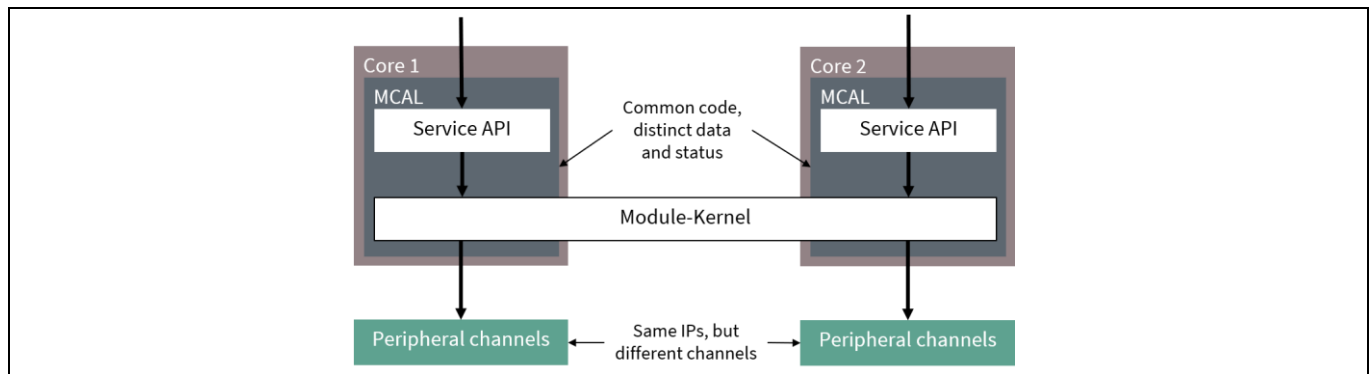 Core 1
MCAL
Service API
Common code,
distinct data
and status
Core 2
MCAL
Service API
Module-Kernel
Peripheral channels
Same IPs, but
different channels
Peripheral channels